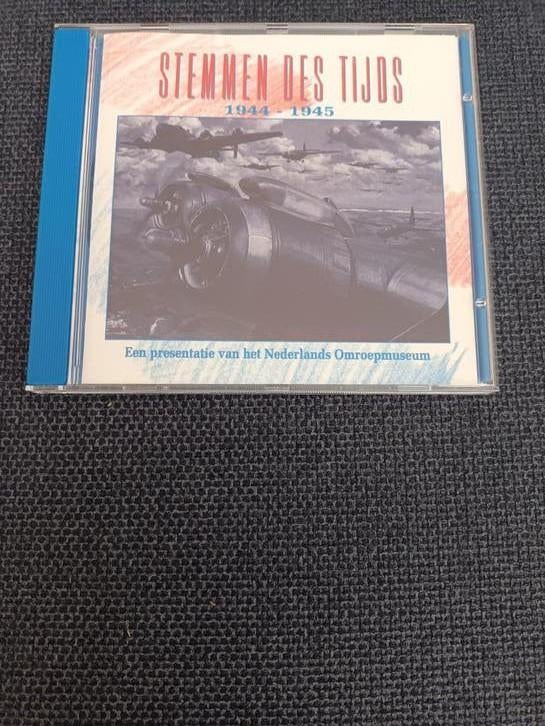 STEMMEN DES TIJDS
1944 - 1945
Een presentatie van het Nederlands Omroepmuseum